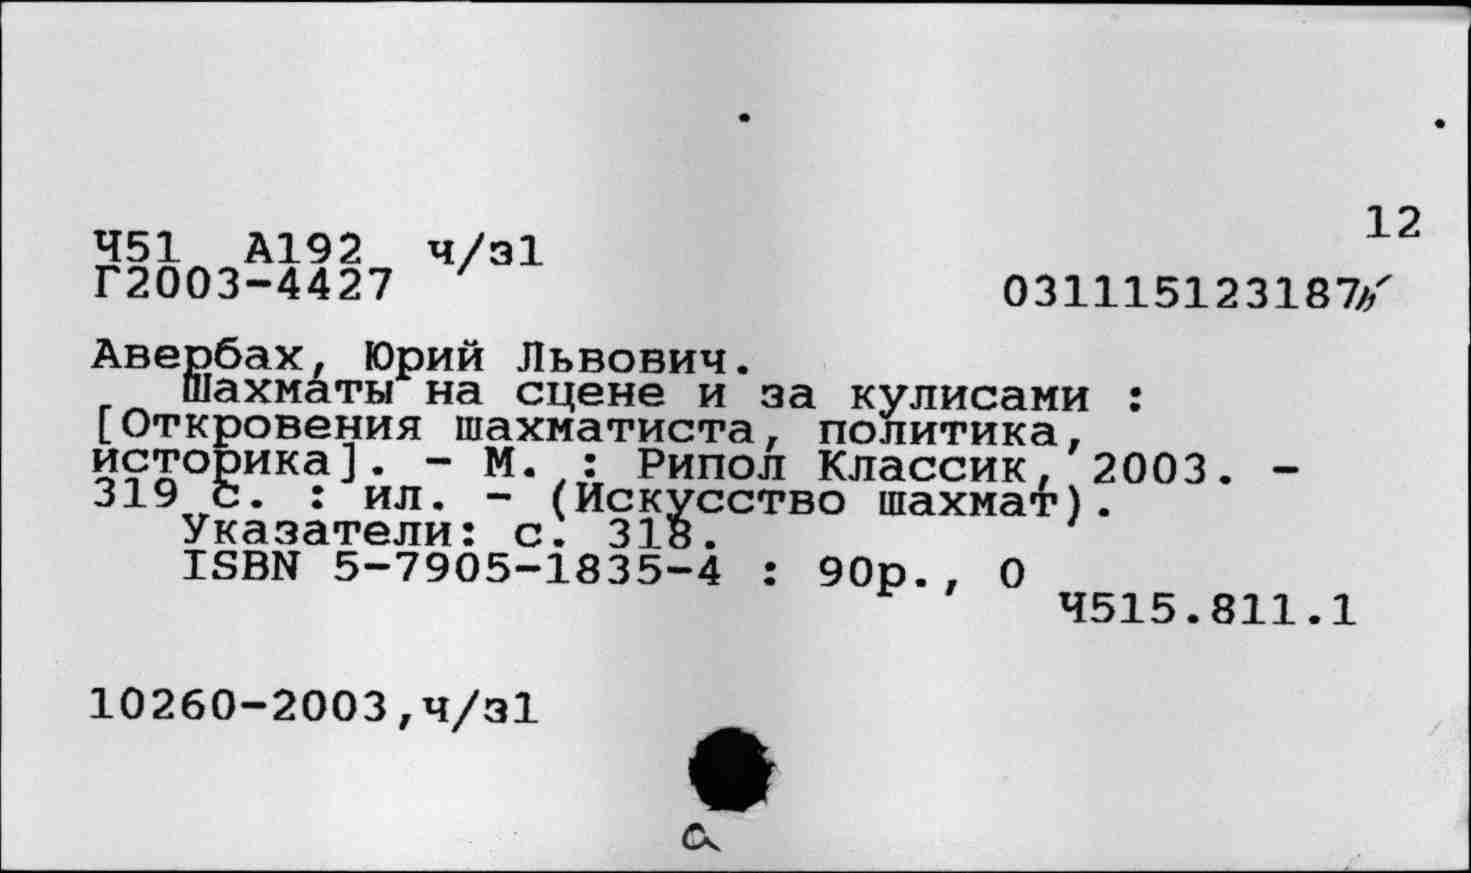 12
Ч51 А192 ч/з1
Г2003-4427
031115123187
Авербах, Юрий Львович.
Шахматы на сцене и за кулисами :
[Откровения шахматиста, политика,
историка]. - М. : Рипол Классик, 2003. -
319 с. : ил. - (Искусство шахмат).
Указатели: с. 318.
ISBN 5-7905-1835-4 : 90р., 0
Ч515.811.1
10260-2003,ч/з1